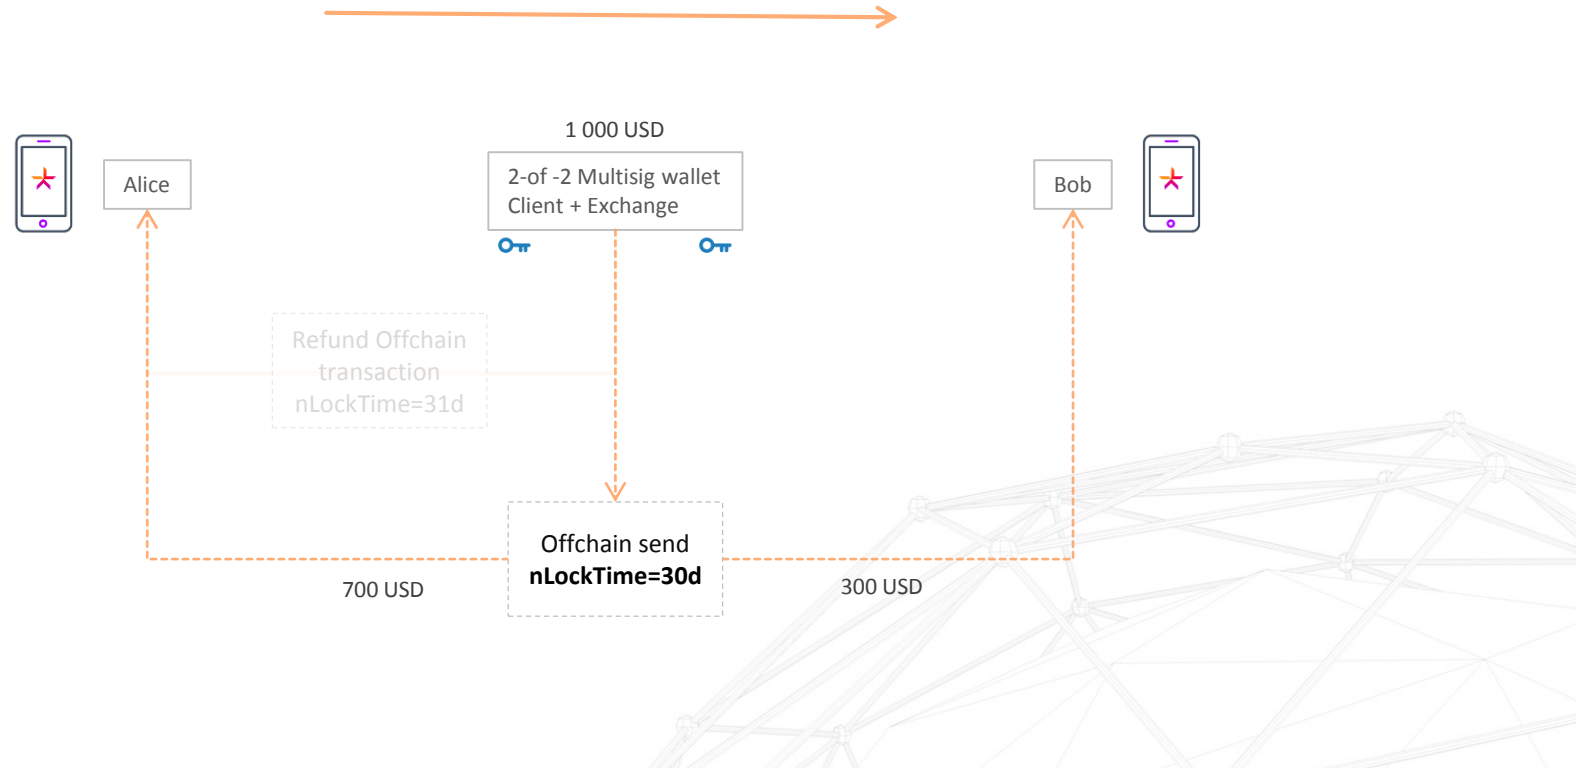 1 000 USD
Alice
2-of -2 Multisig wallet
Client + Exchange
Bob
Refund Offchain
transaction
nLockTime=31d
Offchain send
nLockTime=30d
700 USD
300 USD